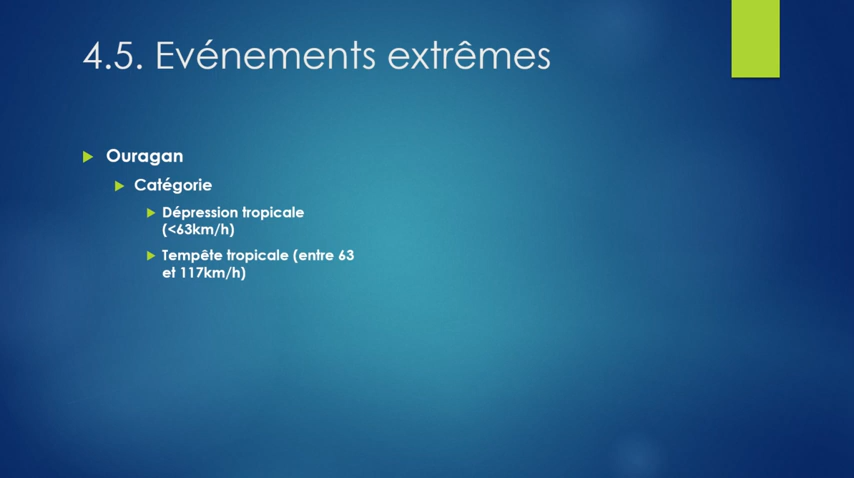 4.5. Evénements extrêmes
Ouragan
Catégorie
Dépression tropicale
(<63km/h)
Tempête tropicale (entre 63
et 117km/h)